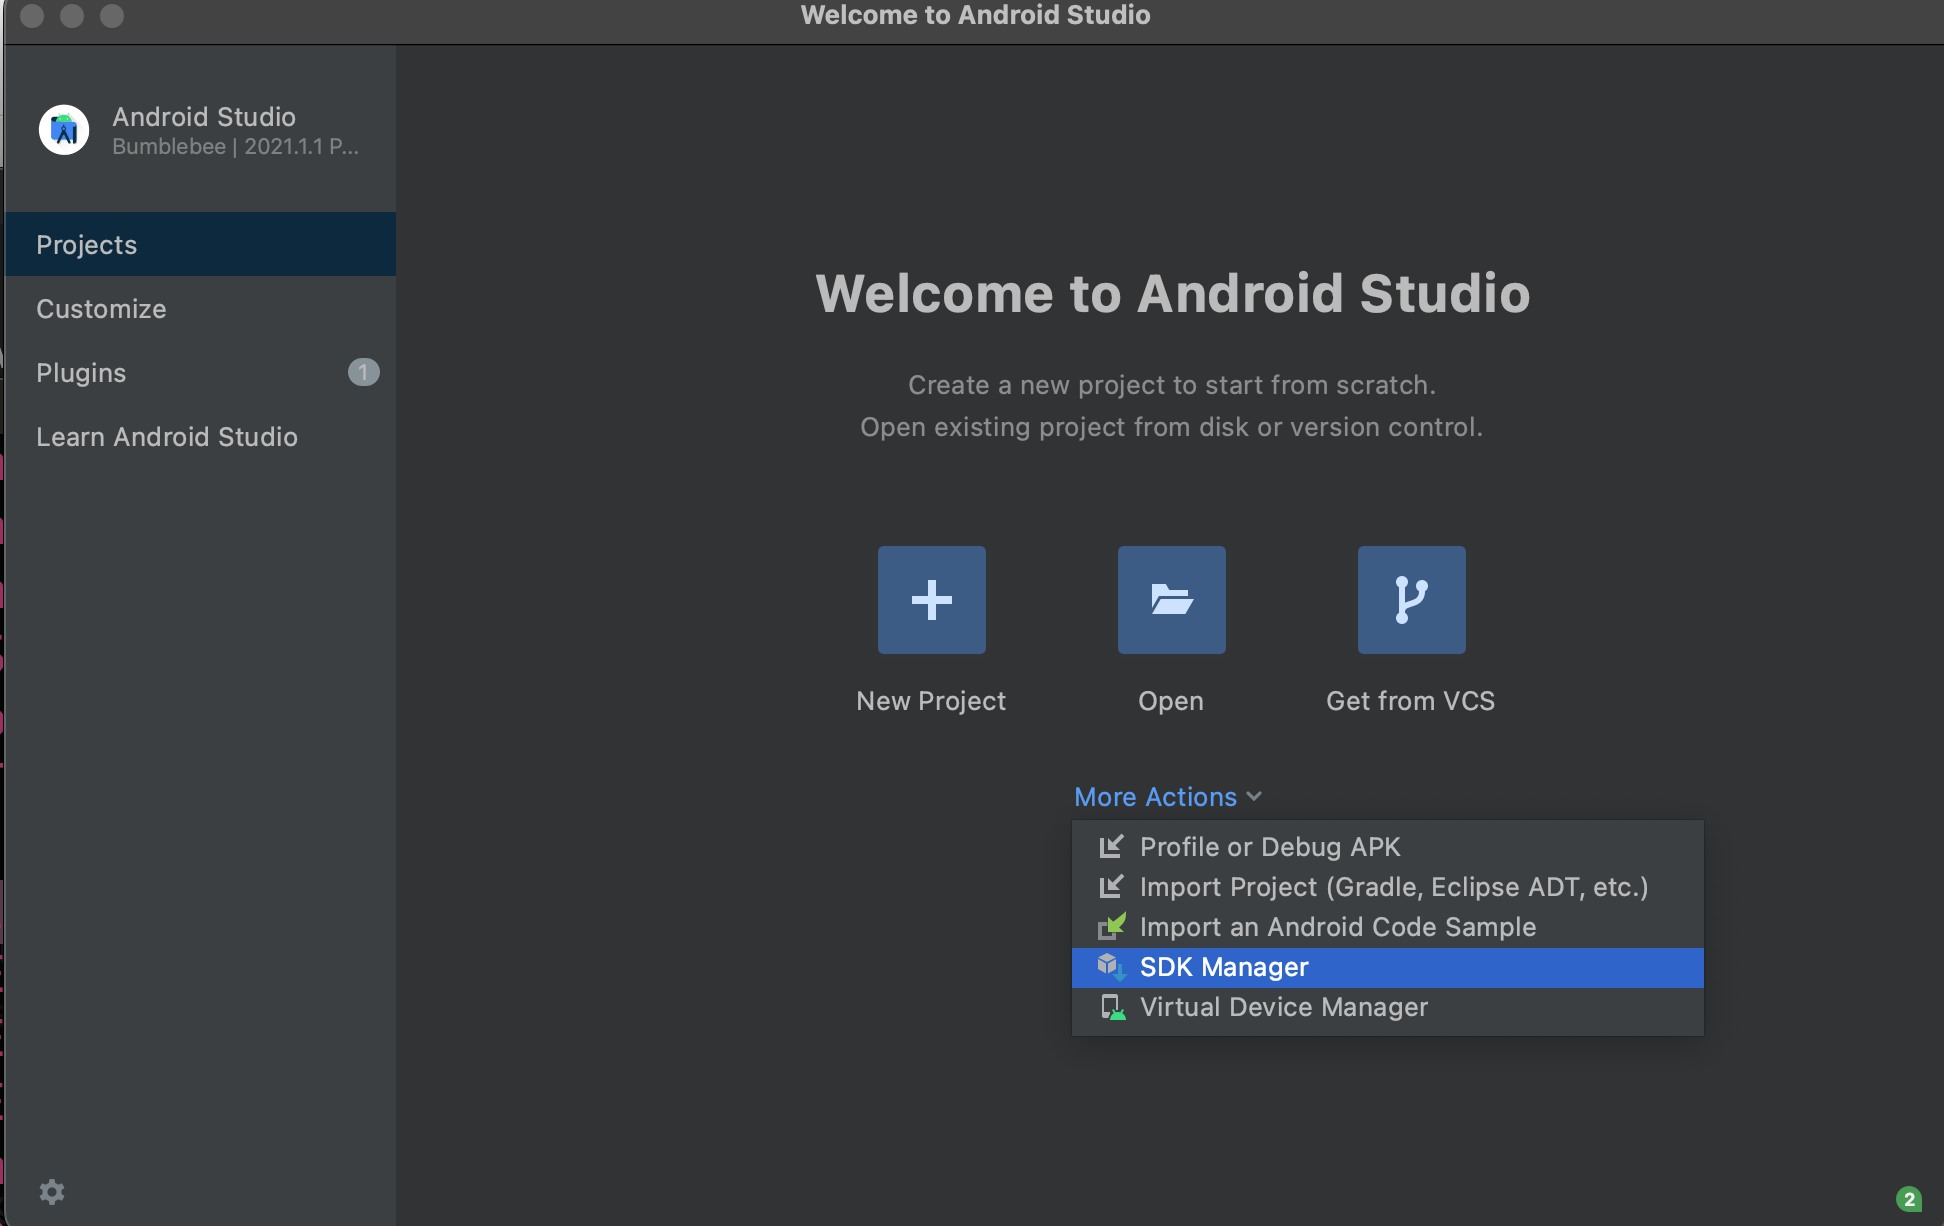 Welcome to Android Studio
Android Studio
Bumblebee | 2021.1.1 P...
Projects
Customize
Plugins
1
Learn Android Studio
Welcome to Android Studio
Create a new project to start from scratch.
Open existing project from disk or version control.
New Project
Open
Get from VCS
More Actions
Profile or Debug APK
Import Project (Gradle, Eclipse ADT, etc.)
Import an Android Code Sample
SDK Manager
Virtual Device Manager
2